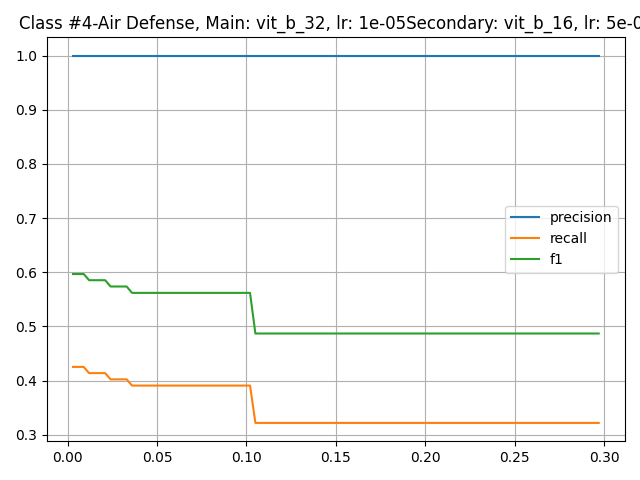 Class #4-Air Defense, Main: vit_b_32, lr: 1e-05Secondary: vit_b_16, lr: 5e-0
1.0
0.9
0.8
0.7
0.6
0.5
0.4
0.3
precision
recall
f1
0.00 0.05 0.10 0.15 0.20 0.25 0.30